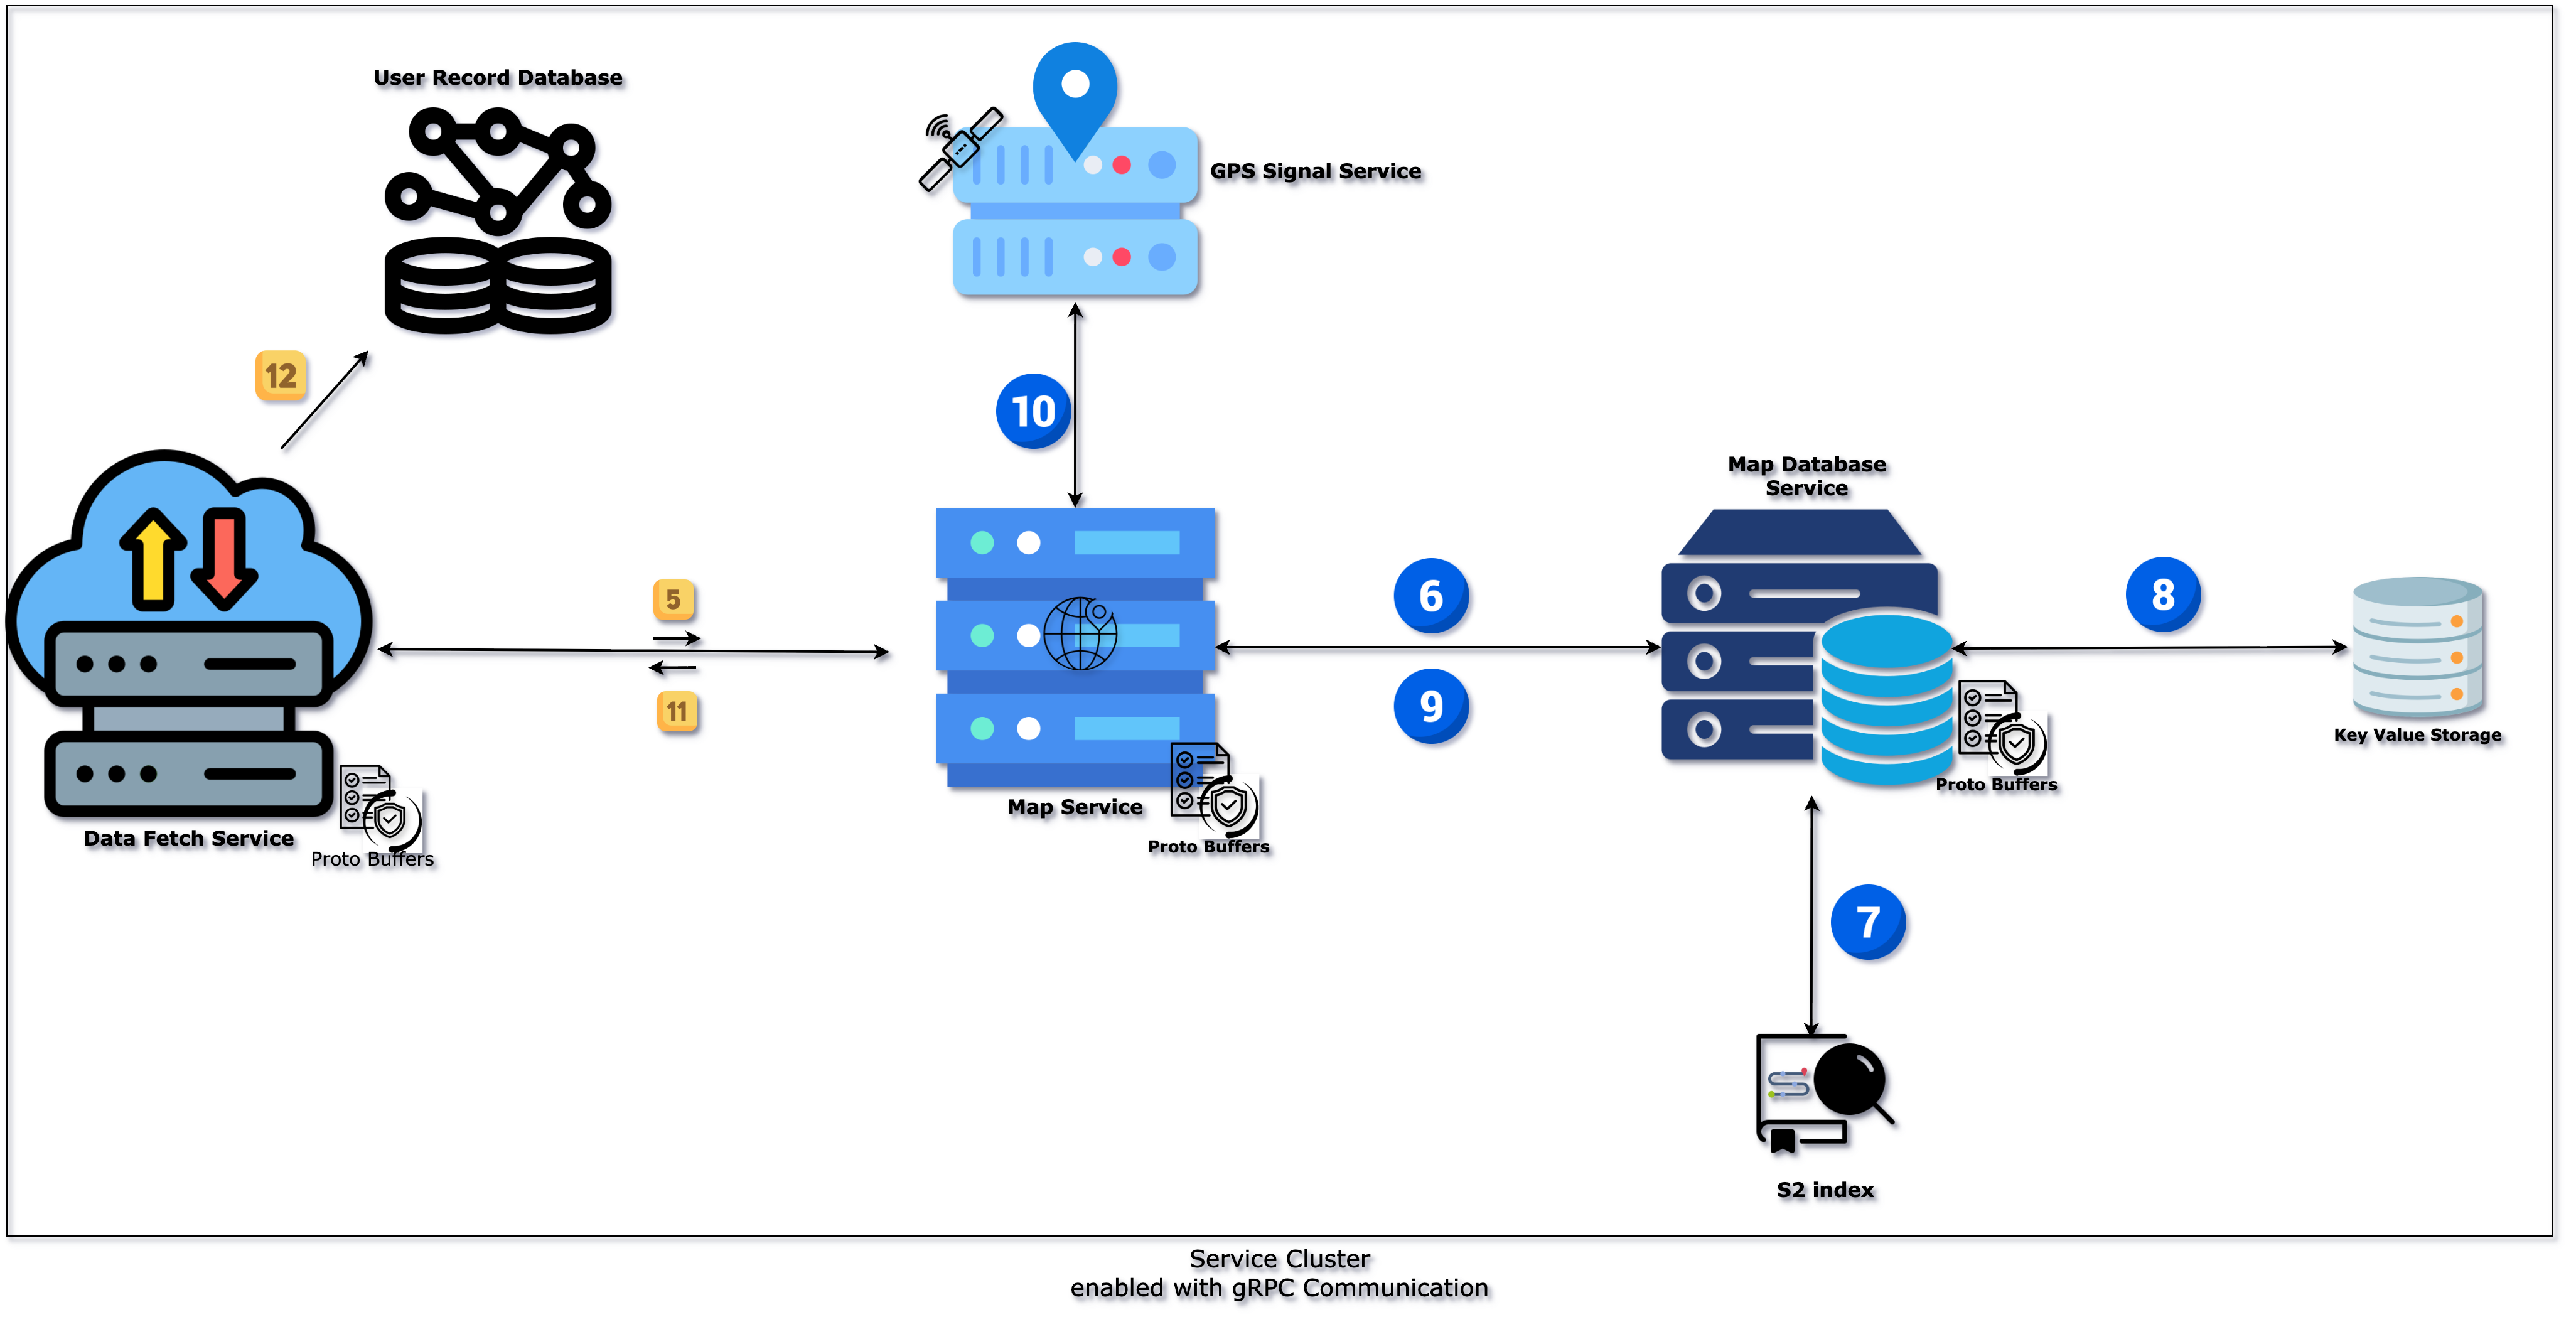 User Record Database
GPS Signal Service
12
10
Map Database
Service
5
6
8
11
9
Key Value Storage
Proto Buffers
Map Service
Data Fetch Service
Proto Buffers
Proto Buffers
7
S2 index
Service Cluster
enabled with gRPC Communication